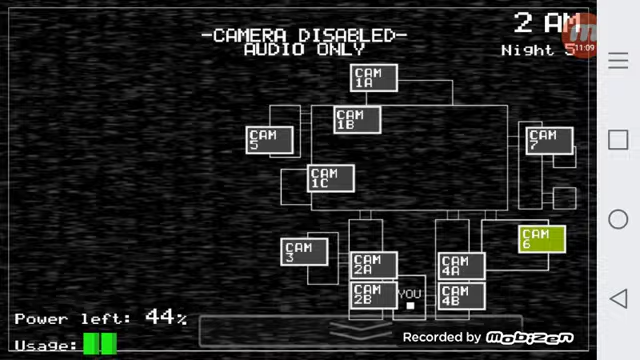 -CAMERA DISABLED-
AUDIO ONLY
2 AM
Night 5
11:09
CAM
1A
CAM
1B
CAM
5
CAM
7
CAM
1C
CAM
6
CAM
3
CAM
2A
CAM
4A
CAM
2B
YOU
CAM
4B
Power left: 44%
Usage:
Recorded by MOBIZEN